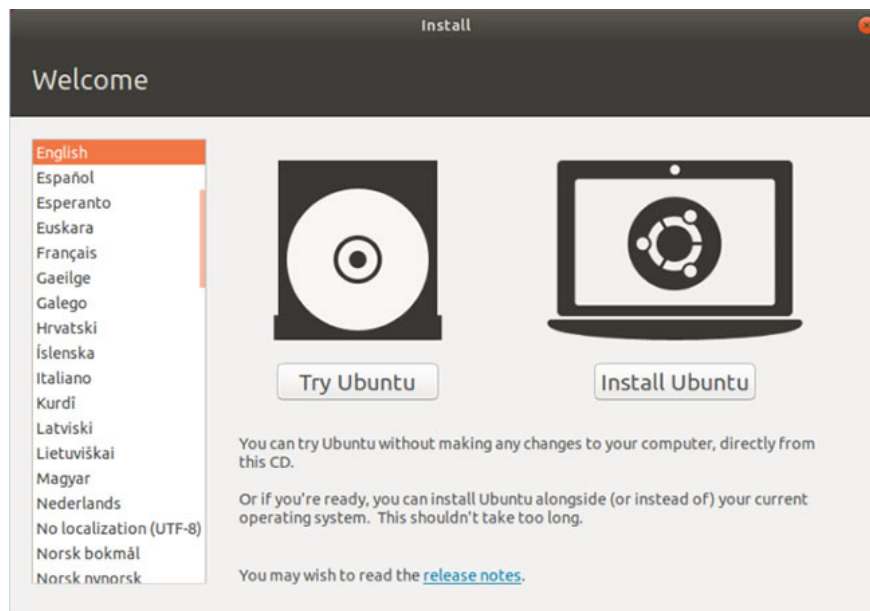 Install
Welcome
English
Español
Esperanto
Euskara
Français
Gaeilge
Galego
Hrvatski
Íslenska
Italiano
Kurdî
Latviski
Lietuviškai
Magyar
Nederlands
No localization (UTF-8)
Norsk bokmål
Norsk nynorsk
Try Ubuntu
Install Ubuntu
You can try Ubuntu without making any changes to your computer, directly from
this CD.
Or if you're ready, you can install Ubuntu alongside (or instead of) your current
operating system. This shouldn't take too long.
You may wish to read the release notes.